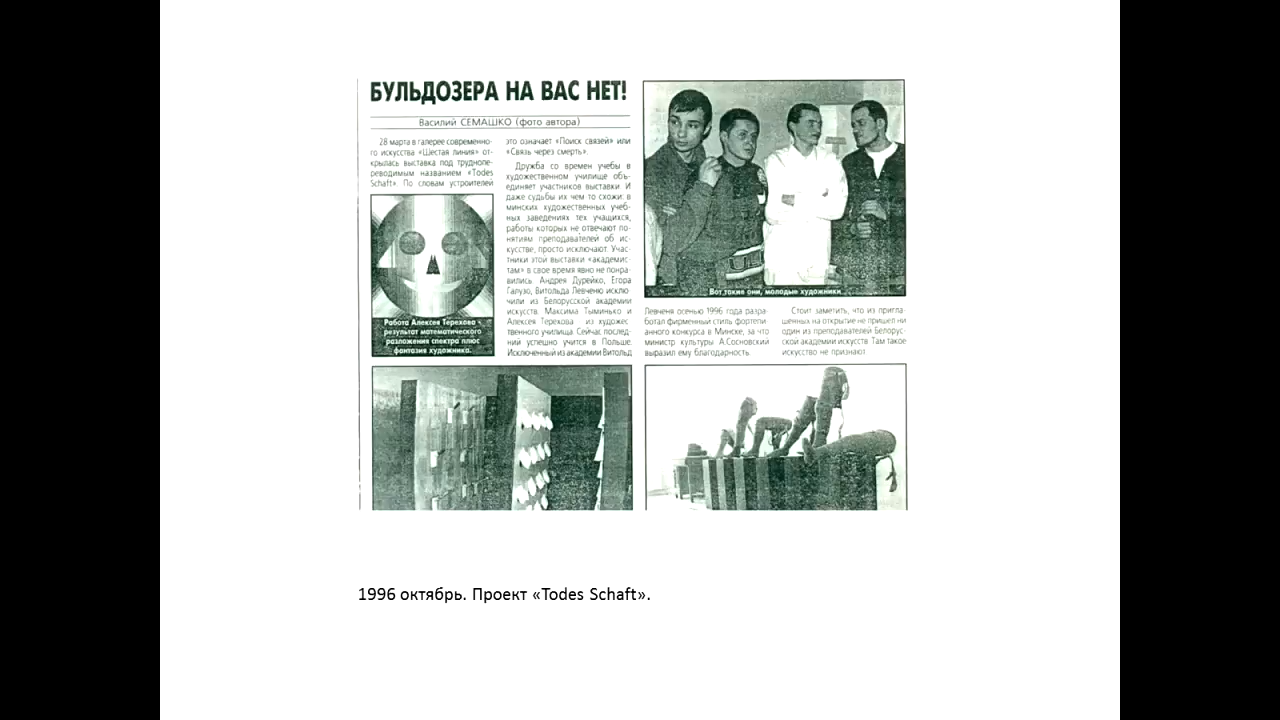 БУЛЬДОЗЕРА НА ВАС НЕТ!
Василий СЕМАШКО (фото автора)
28 марта в галерее современно-
го искусства «Шестая линия» от-
крылась выставка под труднопе-
реводимым названием «Todes
Schaft». По словам устроителей
Работа Алексея Терехова -
результат математического
разложения спектра плюс
фантазия художника.
это означает «Поиск связей» или
«Связь через смерть».
Дружба со времен учебы в
художественном училище объ-
единяет участников выставки. И
даже судьбы их чем то схожи: в
минских художественных учеб-
ных заведениях тех учащихся,
работы которых не отвечают по-
нятиям преподавателей об ис-
кусстве, просто исключают. Участ-
ники этой выставки «академис-
там» в свое время явно не понра-
вились. Андрея Дурейко, Егора
Галузо, Витольда Левченю исклю
чили из Белорусской академии
искусств. Максима Тыминько и
Алексея Терехова из художес
твенного училища. Сейчас послед-
ний успешно учится в Польше.
Исключенный из академии Витольд
Вот такие они, молодые художники
Левченя осенью 1996 года разра-
ботал фирменный стиль фортепи-
анного конкурса в Минске, за что
министр культуры А.Сосновский
выразил ему благодарность.
Стоит заметить, что из пригла-
шенных на открытие не пришел ни
один из преподавателей Белорус-
ской академии искусств. Там такое
искусство не признают.
1996 октябрь. Проект «Todes Schaft».